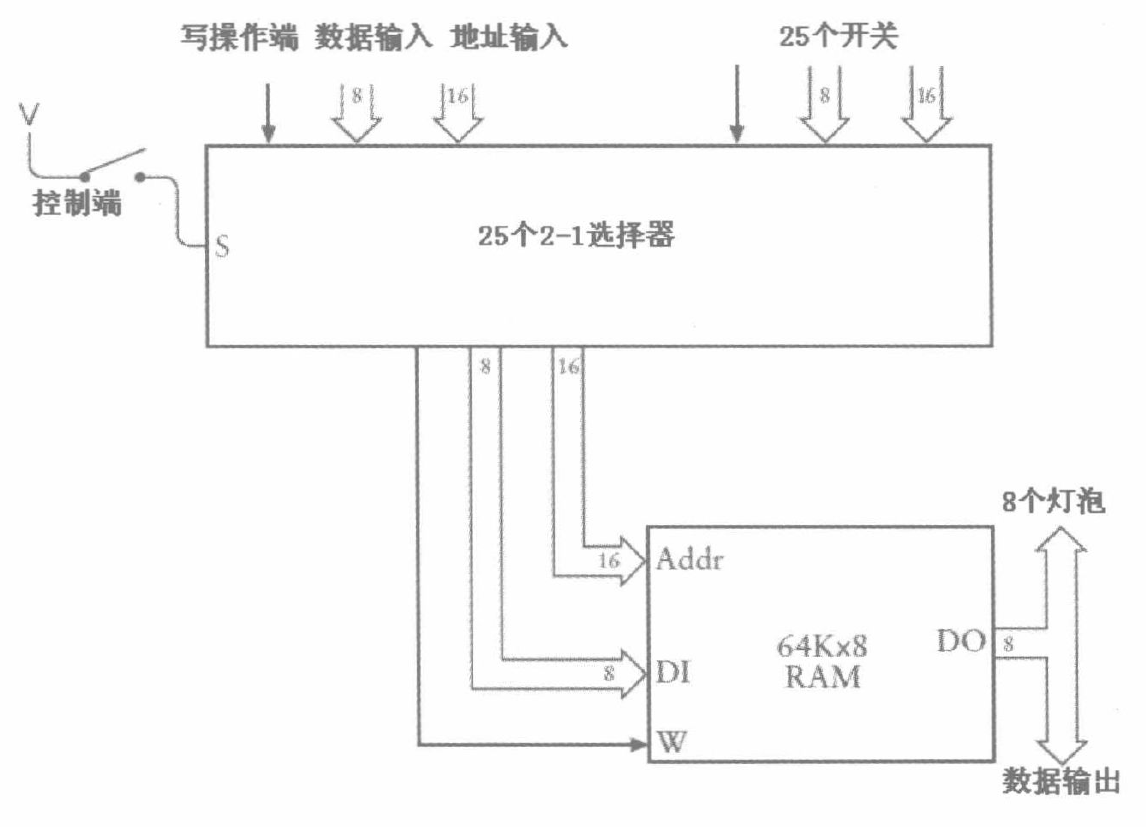 写操作端 数据输入 地址输入 25个开关
8 16 8 16
V
控制端
S
25个2-1选择器
8 16
8个灯泡
16 Addr
64Kx8
RAM
DO 8
8 DI
W
数据输出